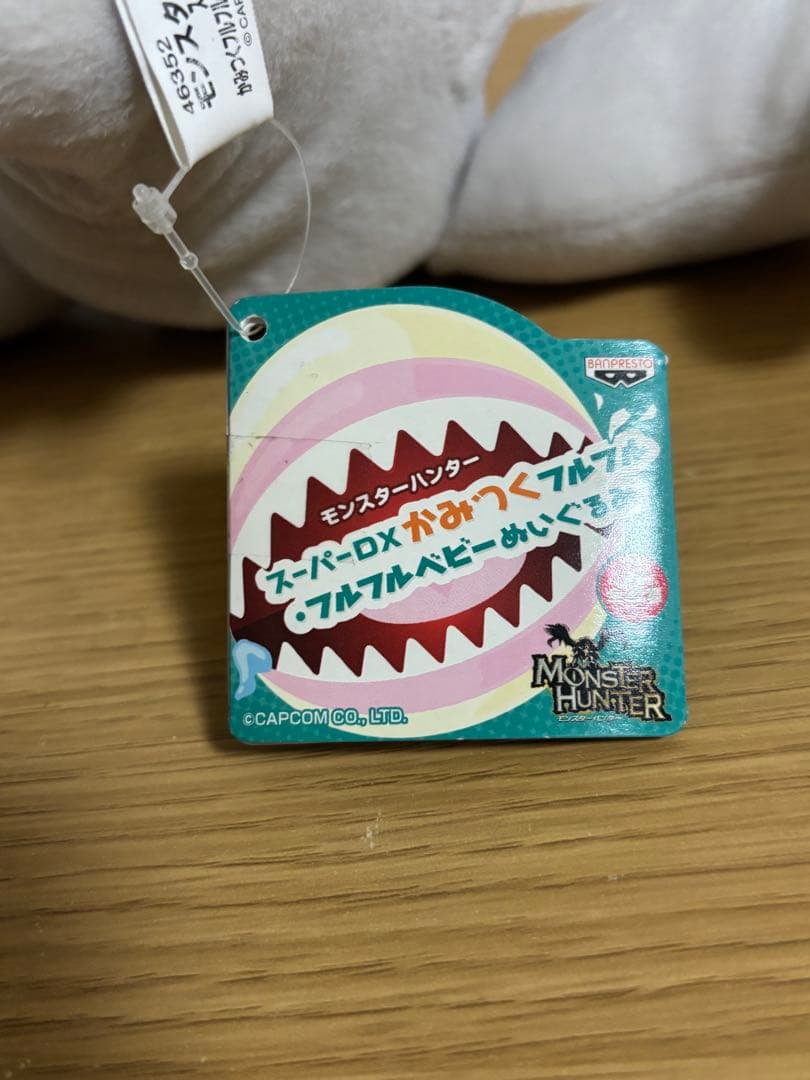 46352
モンスタ
かみつくフルフル
© CAP
BANPRESTO
モンスターハンター
スーパーDXかみつくフルフル
・フルフルベビーぬいぐる
MONSTER
HUNTER
モンスターハンター
©CAPCOM CO., LTD.